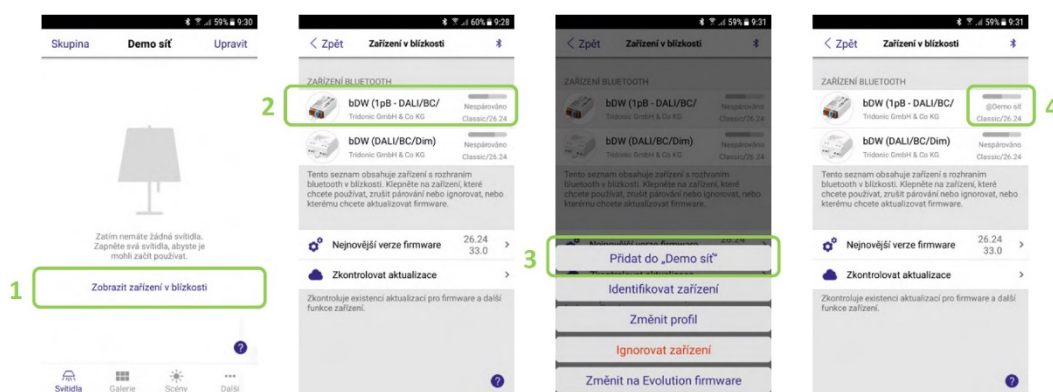 59% 9:30
Skupina Demo síť Upravit
Zatím nemáte žádná svítidla.
Zapněte svá svítidla, abyste je
mohli začít používat.
1
Zobrazit zařízení v blízkosti
?
Svítidla Galerie Scény Další
60% 9:28
< Zpět Zařízení v blízkosti
ZAŘÍZENÍ BLUETOOTH
2
bDW (1pB - DALI/BC/ Nespárováno
Tridonic GmbH & Co KG Classic/26.24
bDW (DALI/BC/Dim) Nespárováno
Tridonic GmbH & Co KG Classic/26.24
Tento seznam obsahuje zařízení s rozhraním
bluetooth v blízkosti. Klepněte na zařízení, které
chcete používat, zrušit párování nebo ignorovat, nebo
kterému chcete aktualizovat firmware.
Nejnovější verze firmware 26.24 >
33.0
Zkontrolovat aktualizace >
Zkontroluje existenci aktualizací pro firmware a další
funkce zařízení.
?
59% 9:31
< Zpět Zařízení v blízkosti
ZAŘÍZENÍ BLUETOOTH
bDW (1pB - DALI/BC/ Nespárováno
Tridonic GmbH & Co KG Classic/26.24
bDW (DALI/BC/Dim) Nespárováno
Tridonic GmbH & Co KG Classic/26.24
Tento seznam obsahuje zařízení s rozhraním
bluetooth v blízkosti. Klepněte na zařízení, které
chcete používat, zrušit párování nebo ignorovat, nebo
kterému chcete aktualizovat firmware.
Nejnovější verze firmware 26.24
3
Přidat do „Demo síť“
Identifikovat zařízení
Změnit profil
Ignorovat zařízení
Změnit na Evolution firmware
59% 9:31
< Zpět Zařízení v blízkosti
ZAŘÍZENÍ BLUETOOTH
bDW (1pB - DALI/BC/ @Demo síť
Tridonic GmbH & Co KG Classic/26.24
4
bDW (DALI/BC/Dim) Nespárováno
Tridonic GmbH & Co KG Classic/26.24
Tento seznam obsahuje zařízení s rozhraním
bluetooth v blízkosti. Klepněte na zařízení, které
chcete používat, zrušit párování nebo ignorovat, nebo
kterému chcete aktualizovat firmware.
Nejnovější verze firmware 26.24 >
33.0
Zkontrolovat aktualizace >
Zkontroluje existenci aktualizací pro firmware a další
funkce zařízení.
?